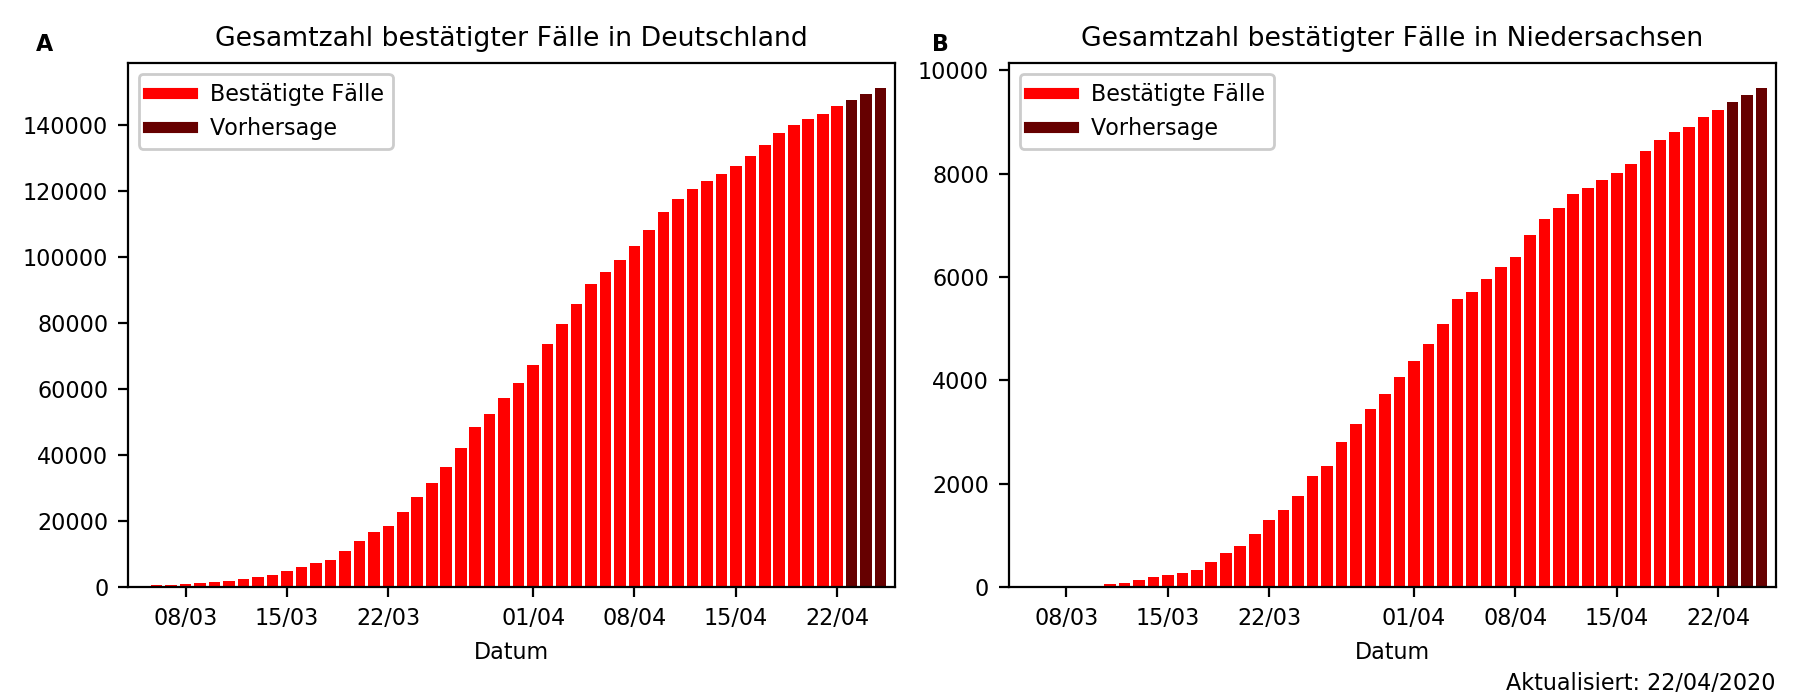 A
Gesamtzahl bestätigter Fälle in Deutschland
Bestätigte Fälle
Vorhersage
140000
120000
100000
80000
60000
40000
20000
0
08/03 15/03 22/03 01/04 08/04 15/04 22/04
Datum
B
Gesamtzahl bestätigter Fälle in Niedersachsen
Bestätigte Fälle
Vorhersage
10000
8000
6000
4000
2000
0
08/03 15/03 22/03 01/04 08/04 15/04 22/04
Datum
Aktualisiert: 22/04/2020